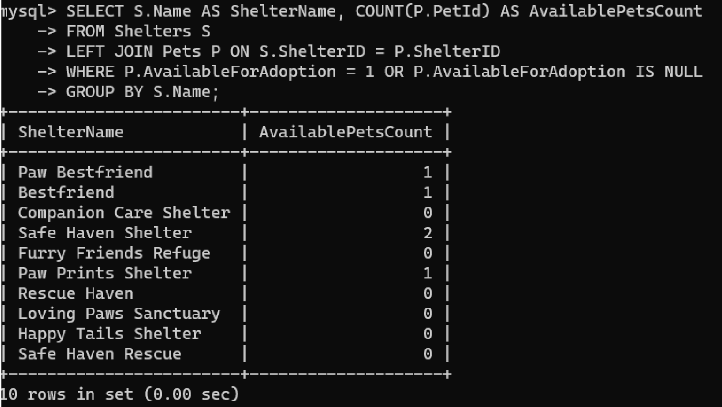 mysql> SELECT S.Name AS ShelterName, COUNT(P.PetId) AS AvailablePetsCount
    -> FROM Shelters S
    -> LEFT JOIN Pets P ON S.ShelterID = P.ShelterID
    -> WHERE P.AvailableForAdoption = 1 OR P.AvailableForAdoption IS NULL
    -> GROUP BY S.Name;
+------------------------+--------------------+
| ShelterName            | AvailablePetsCount |
+------------------------+--------------------+
| Paw Bestfriend         |                  1 |
| Bestfriend             |                  1 |
| Companion Care Shelter |                  0 |
| Safe Haven Shelter     |                  2 |
| Furry Friends Refuge   |                  0 |
| Paw Prints Shelter     |                  1 |
| Rescue Haven           |                  0 |
| Loving Paws Sanctuary  |                  0 |
| Happy Tails Shelter    |                  0 |
| Safe Haven Rescue      |                  0 |
+------------------------+--------------------+
10 rows in set (0.00 sec)